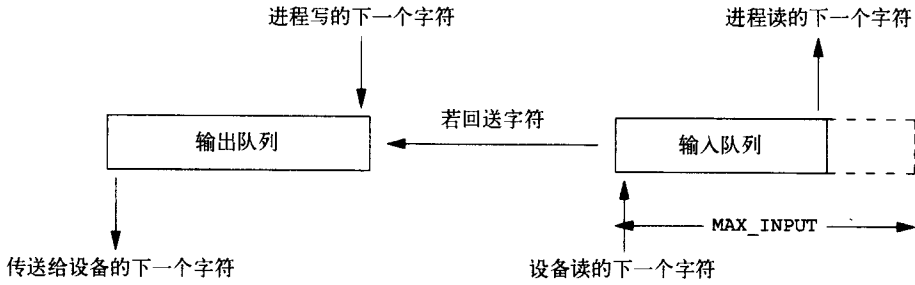 进程写的下一个字符
进程读的下一个字符
若回送字符
输出队列
输入队列
MAX_INPUT
传送给设备的下一个字符
设备读的下一个字符